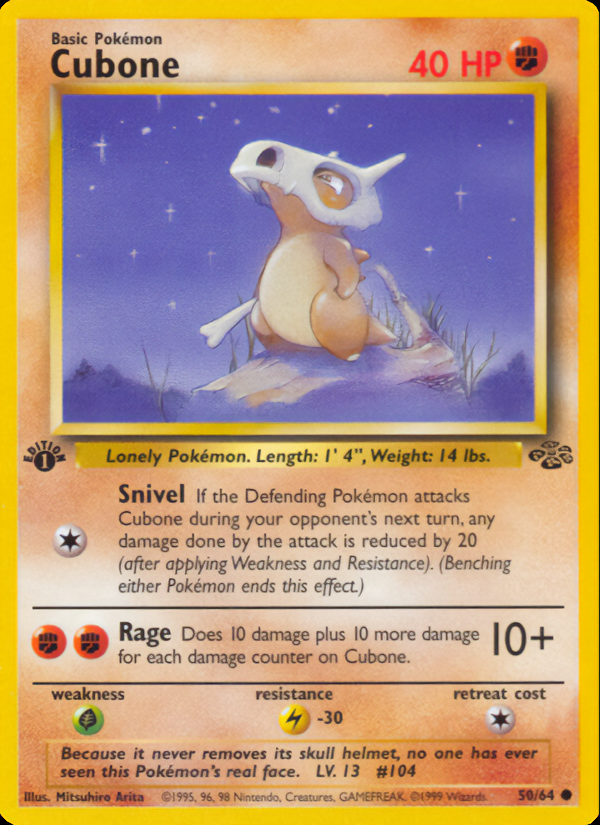 Basic Pokémon
Cubone
40 HP
EDITION
1
Lonely Pokémon. Length: 1' 4", Weight: 14 lbs.
Snivel If the Defending Pokémon attacks
Cubone during your opponent's next turn, any
damage done by the attack is reduced by 20
(after applying Weakness and Resistance). (Benching
either Pokémon ends this effect.)
Rage Does 10 damage plus 10 more damage
for each damage counter on Cubone.
10+
weakness resistance retreat cost
-30
Because it never removes its skull helmet, no one has ever
seen this Pokémon's real face. LV. 13 #104
Illus. Mitsuhiro Arita ©1995, 96, 98 Nintendo, Creatures, GAMEFREAK. ©1999 Wizards. 50/64